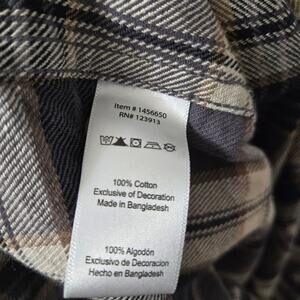 Item # 1456650
RN# 123913
100% Cotton
Exclusive of Decoration
Made in Bangladesh
100% Algodón
Exclusivo de Decoracion
Hecho en Bangladesh